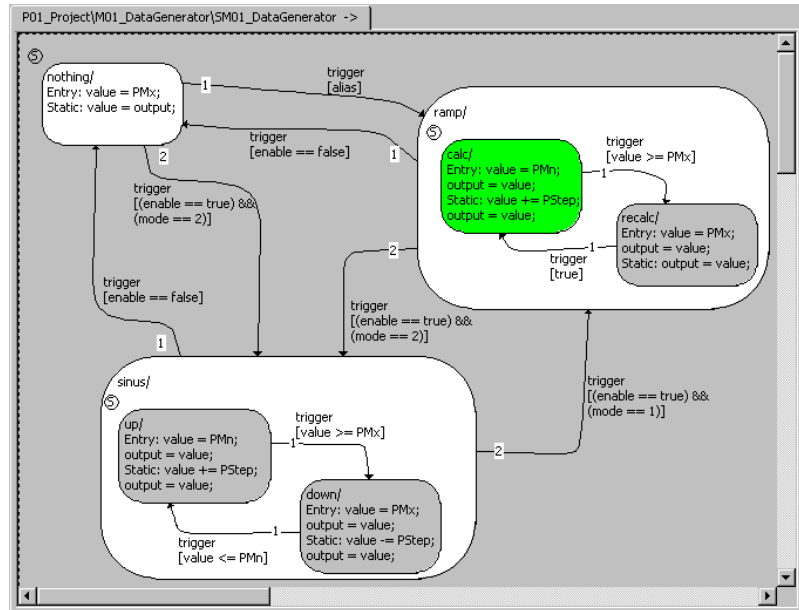 P01_Project\M01_DataGenerator\SM01_DataGenerator ->
S
nothing/
Entry: value = PMx;
Static: value = output;
1
trigger
[alias]
trigger
[enable == false]
1
2
trigger
[(enable == true) &&
(mode == 2)]
ramp/
S
calc/
Entry: value = PMn;
output = value;
Static: value += PStep;
output = value;
trigger
[value >= PMx]
1
recalc/
Entry: value = PMx;
output = value;
Static: output = value;
1
trigger
[true]
2
trigger
[(enable == true) &&
(mode == 2)]
trigger
[enable == false]
1
trigger
[(enable == true) &&
(mode == 1)]
2
sinus/
S
up/
Entry: value = PMn;
output = value;
Static: value += PStep;
output = value;
trigger
[value >= PMx]
1
down/
Entry: value = PMx;
output = value;
Static: value -= PStep;
output = value;
1
trigger
[value <= PMn]